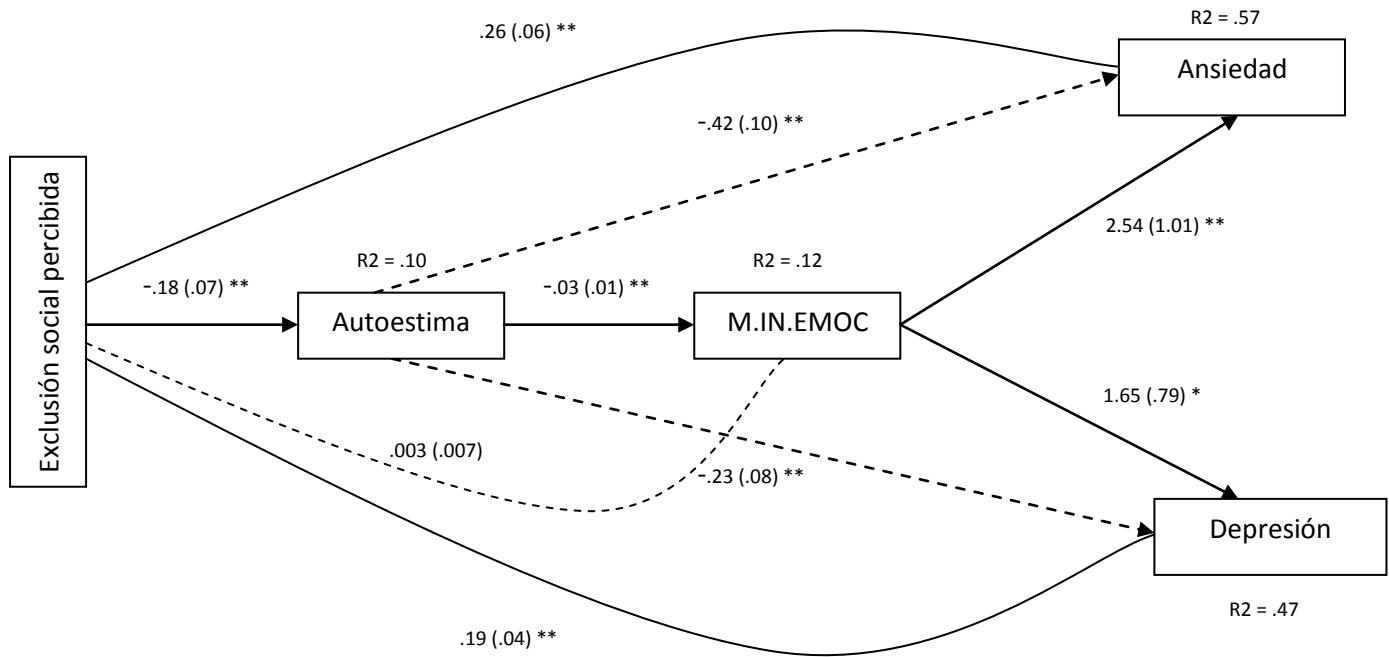 R2 = .57
.26 (.06) **
Ansiedad
-.42 (.10) **
Exclusión social percibida
2.54 (1.01) **
R2 = .10
R2 = .12
-.18 (.07) **
-.03 (.01) **
Autoestima
M.IN.EMOC
1.65 (.79) *
.003 (.007)
-.23 (.08) **
Depresión
R2 = .47
.19 (.04) **